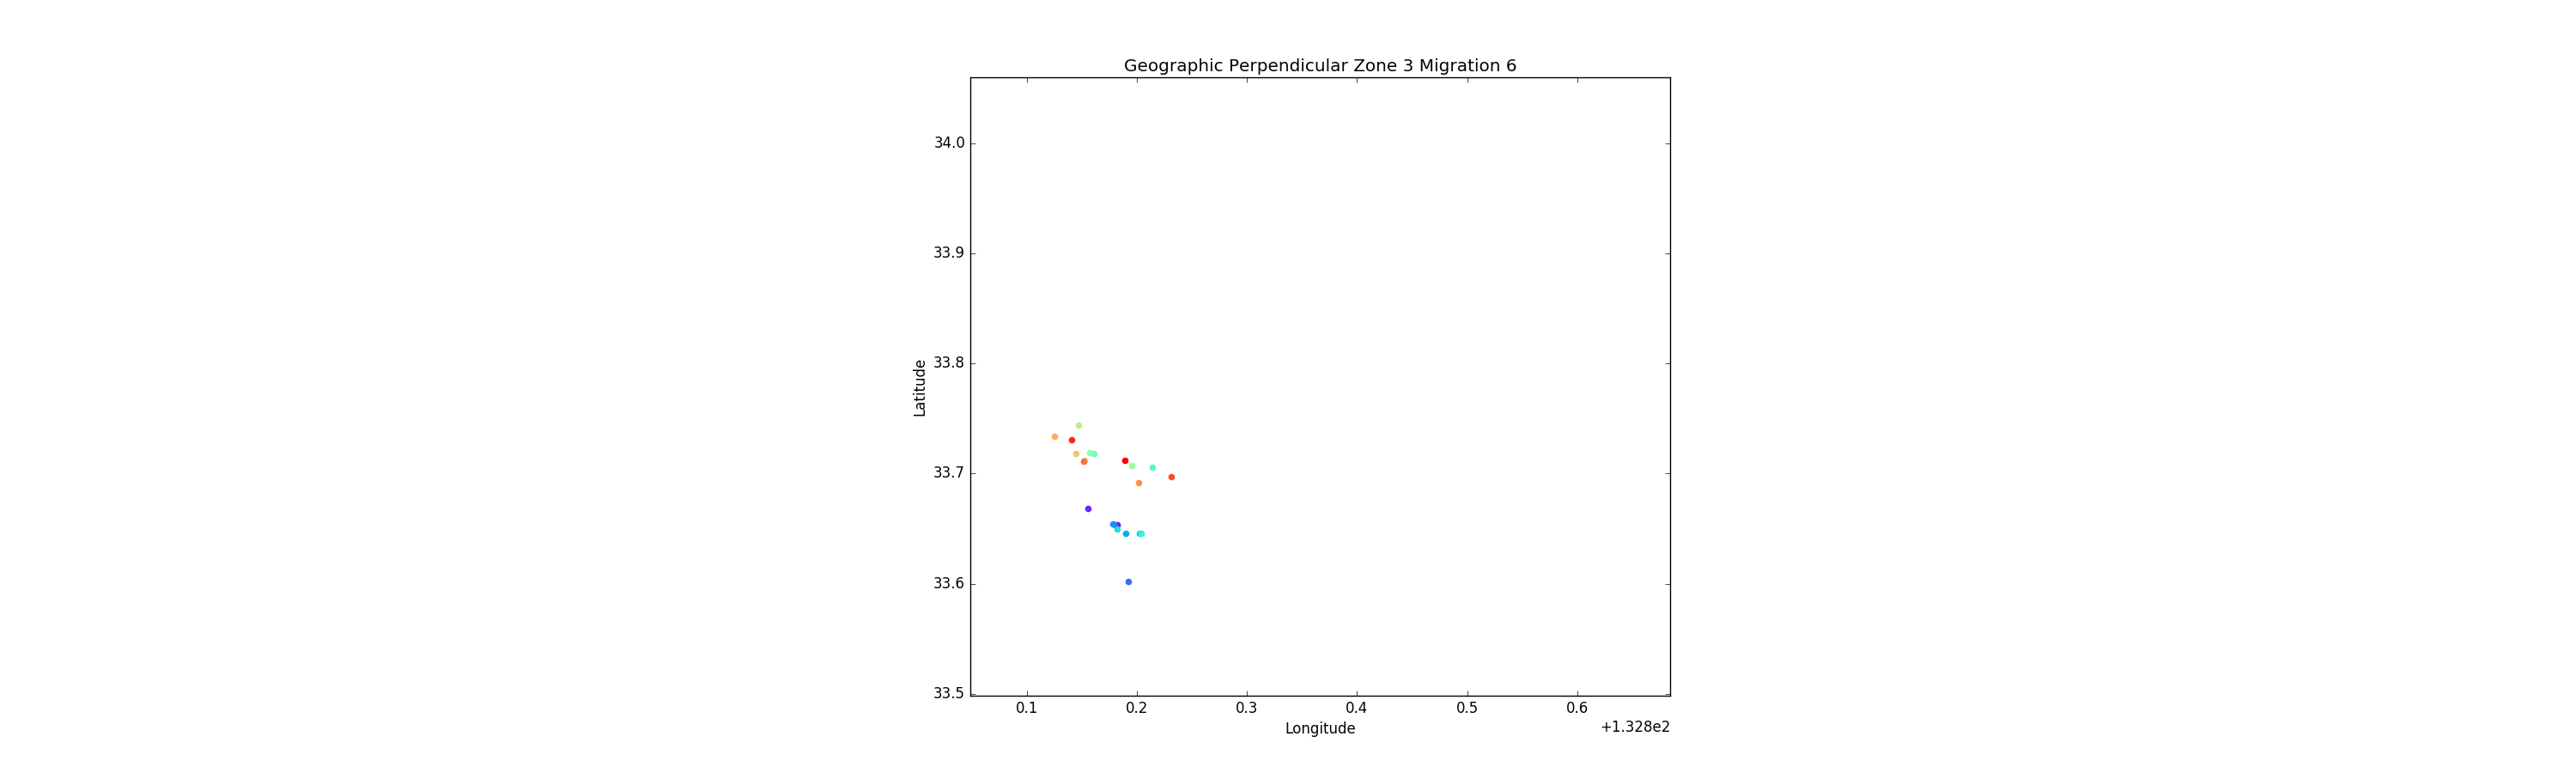 Geographic Perpendicular Zone 3 Migration 6
34.0
33.9
33.8
33.7
33.6
33.5
Latitude
0.1 0.2 0.3 0.4 0.5 0.6
+1.328e2
Longitude